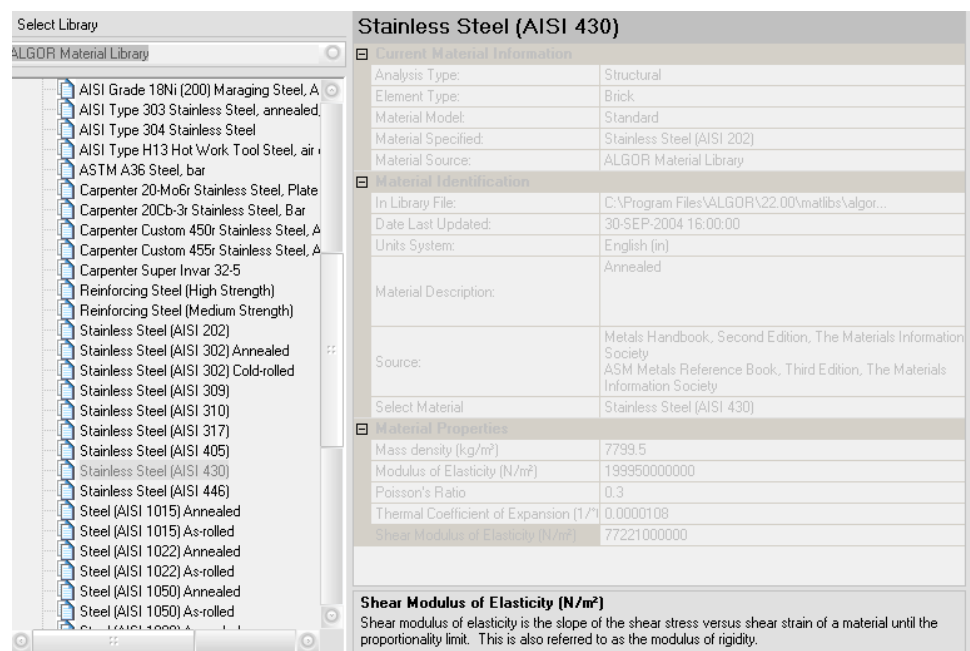 Select Library
ALGOR Material Library
AISI Grade 18Ni (200) Maraging Steel, A
AISI Type 303 Stainless Steel, annealed,
AISI Type 304 Stainless Steel
AISI Type H13 Hot Work Tool Steel, air
ASTM A36 Steel, bar
Carpenter 20-Mo6r Stainless Steel, Plate
Carpenter 20Cb-3r Stainless Steel, Bar
Carpenter Custom 450r Stainless Steel, A
Carpenter Custom 455r Stainless Steel, A
Carpenter Super Invar 32-5
Reinforcing Steel (High Strength)
Reinforcing Steel (Medium Strength)
Stainless Steel (AISI 202)
Stainless Steel (AISI 302) Annealed
Stainless Steel (AISI 302) Cold-rolled
Stainless Steel (AISI 309)
Stainless Steel (AISI 310)
Stainless Steel (AISI 317)
Stainless Steel (AISI 405)
Stainless Steel (AISI 430)
Stainless Steel (AISI 446)
Steel (AISI 1015) Annealed
Steel (AISI 1015) As-rolled
Steel (AISI 1022) Annealed
Steel (AISI 1022) As-rolled
Steel (AISI 1050) Annealed
Steel (AISI 1050) As-rolled
Stainless Steel (AISI 430)
Current Material Information
Analysis Type: Structural
Element Type: Brick
Material Model: Standard
Material Specified: Stainless Steel (AISI 202)
Material Source: ALGOR Material Library
Material Identification
In Library File: C:\Program Files\ALGOR\22.00\matlibs\algor...
Date Last Updated: 30-SEP-2004 16:00:00
Units System: English (in)
Material Description: Annealed
Source: Metals Handbook, Second Edition, The Materials Information
Society
ASM Metals Reference Book, Third Edition, The Materials
Information Society
Select Material Stainless Steel (AISI 430)
Material Properties
Mass density (kg/m³) 7799.5
Modulus of Elasticity (N/m²) 199950000000
Poisson's Ratio 0.3
Thermal Coefficient of Expansion (1/° 0.0000108
Shear Modulus of Elasticity (N/m²) 77221000000
Shear Modulus of Elasticity (N/m²)
Shear modulus of elasticity is the slope of the shear stress versus shear strain of a material until the
proportionality limit. This is also referred to as the modulus of rigidity.